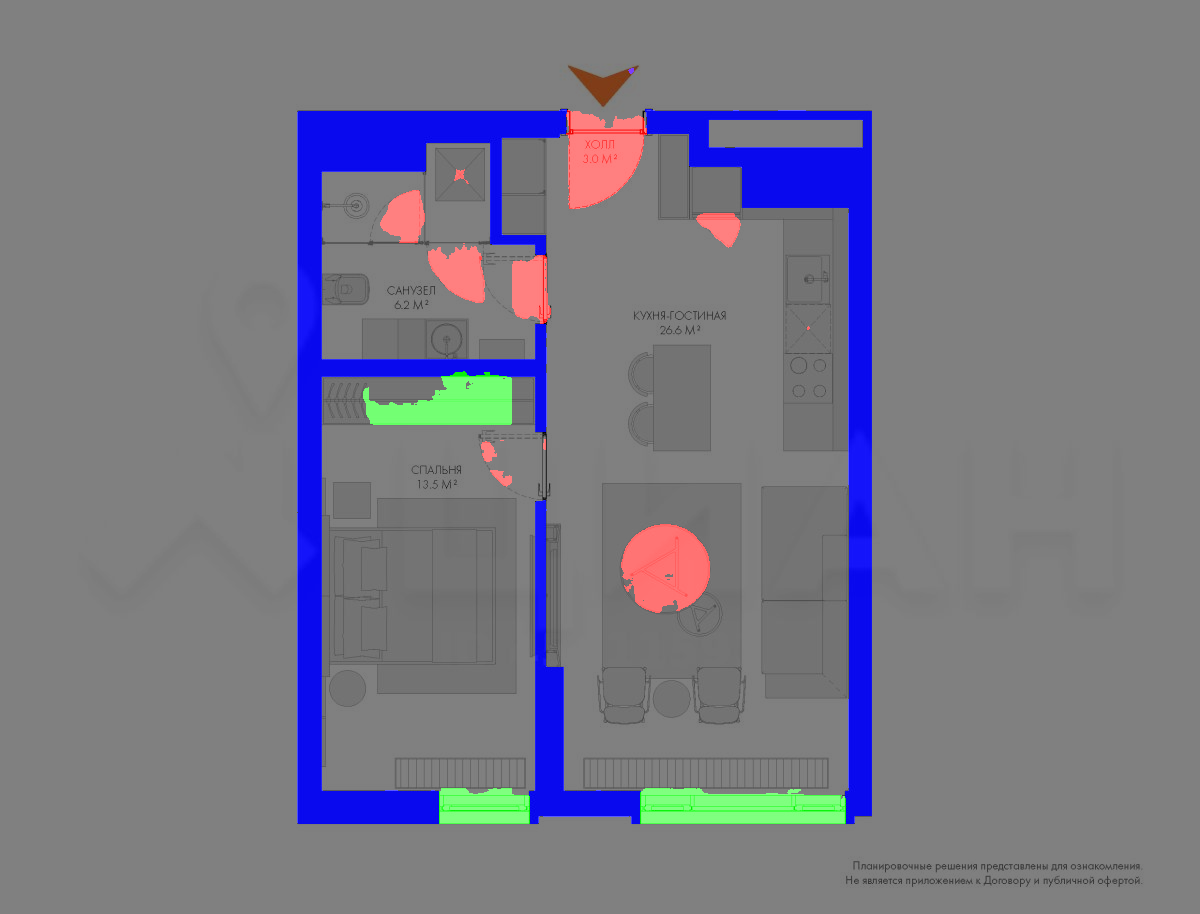 ХОЛЛ
3.0 М²
САНУЗЕЛ
6.2 М²
КУХНЯ-ГОСТИНАЯ
26.6 М²
СПАЛЬНЯ
13.5 М²
ЦИАН
Планировочные решения представлены для ознакомления.
Не является приложением к Договору и публичной офертой.